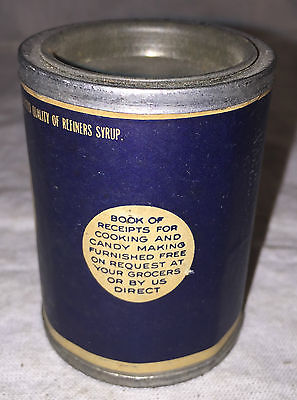 QUALITY OF REFINERS SYRUP.
BOOK OF
RECEIPTS FOR
COOKING AND
CANDY MAKING
FURNISHED FREE
ON REQUEST AT
YOUR GROCERS
OR BY US
DIRECT